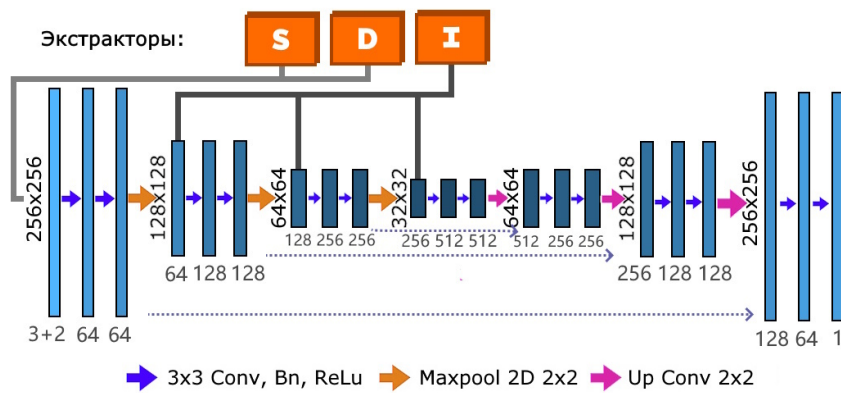 Экстракторы:
S
D
I
256x256
128x128
64x64
32x32
64x64
128x128
256x256
3+2 64 64
64 128 128
128 256 256
256 512 512
512 256 256
256 128 128
128 64 1
3x3 Conv, Bn, ReLu
Maxpool 2D 2x2
Up Conv 2x2